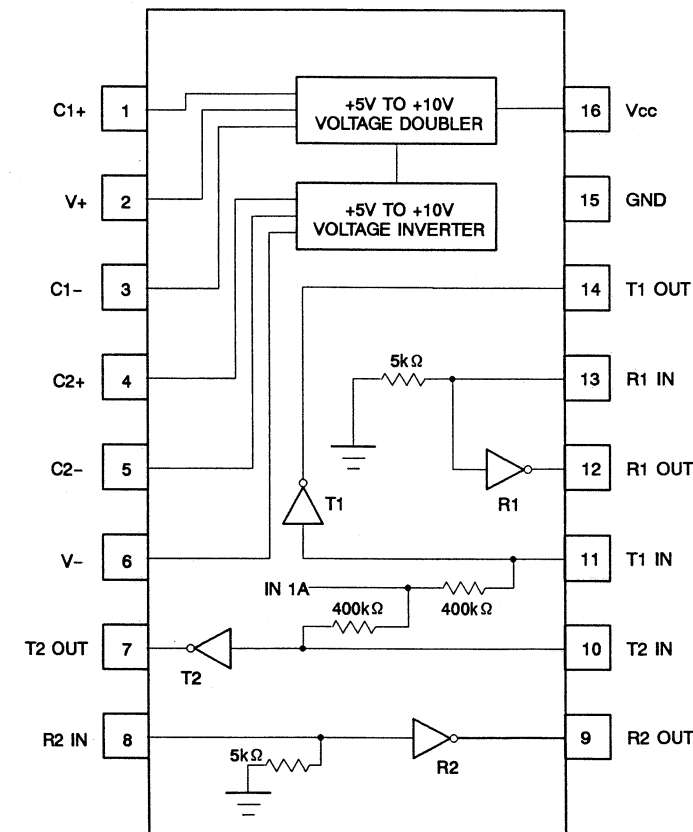 C1+ 1
+5V TO +10V
VOLTAGE DOUBLER
16 Vcc
V+ 2
+5V TO +10V
VOLTAGE INVERTER
15 GND
C1− 3
14 T1 OUT
5kΩ
C2+ 4
13 R1 IN
C2− 5
12 R1 OUT
R1
T1
V− 6
11 T1 IN
IN 1A
400kΩ
400kΩ
T2 OUT 7
T2
10 T2 IN
R2 IN 8
5kΩ
R2
9 R2 OUT